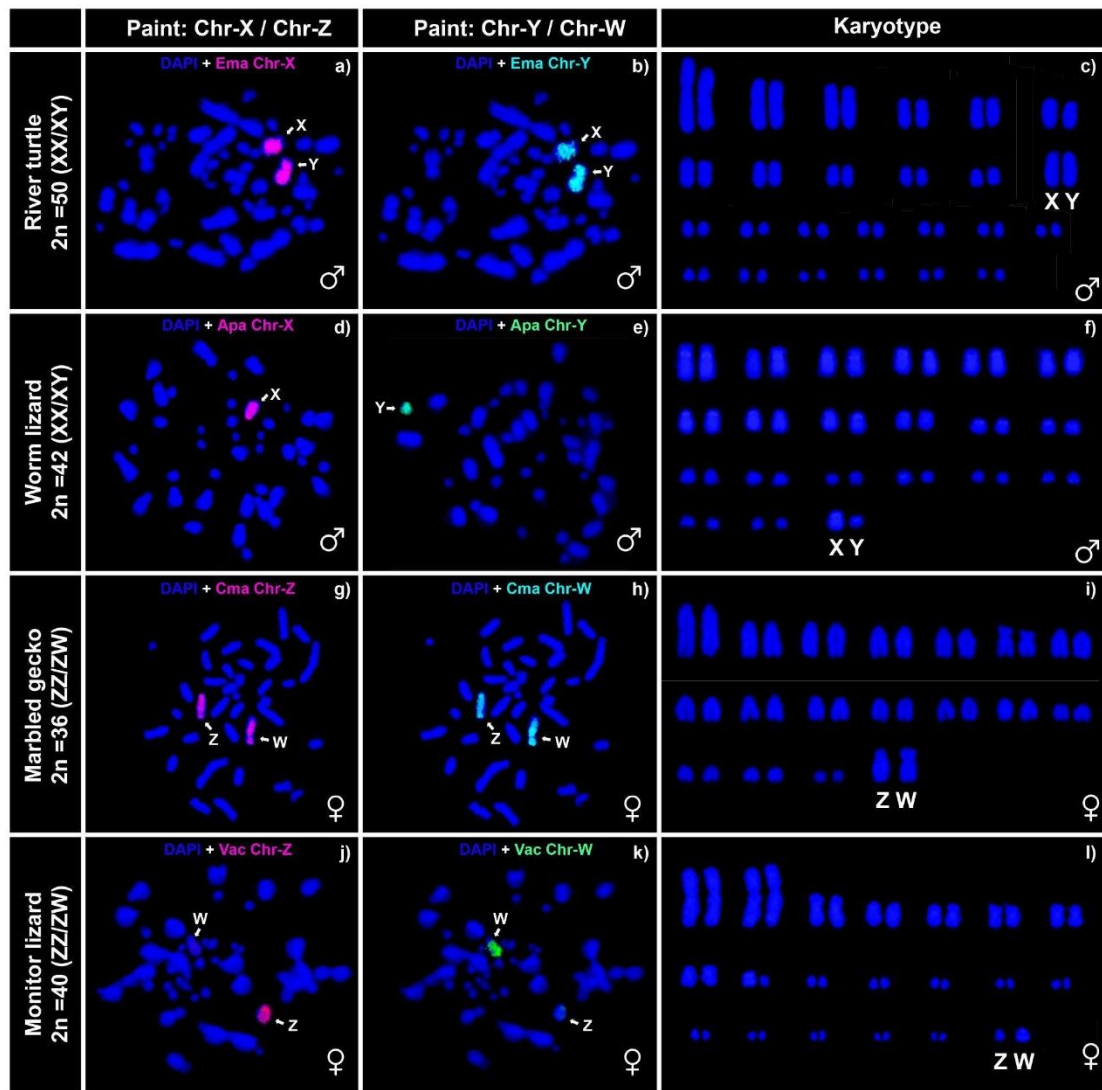 Paint: Chr-X / Chr-Z
Paint: Chr-Y / Chr-W
Karyotype
River turtle
2n =50 (XX/XY)
DAPI + Ema Chr-X
a)
X
Y
♂
DAPI + Ema Chr-Y
b)
X
Y
♂
c)
X Y
♂
Worm lizard
2n =42 (XX/XY)
DAPI + Apa Chr-X
d)
X
♂
DAPI + Apa Chr-Y
e)
Y
♂
f)
X Y
♂
Marbled gecko
2n =36 (ZZ/ZW)
DAPI + Cma Chr-Z
g)
Z
W
♀
DAPI + Cma Chr-W
h)
Z
W
♀
i)
Z W
♀
Monitor lizard
2n =40 (ZZ/ZW)
DAPI + Vac Chr-Z
j)
W
Z
♀
DAPI + Vac Chr-W
k)
W
Z
♀
l)
Z W
♀